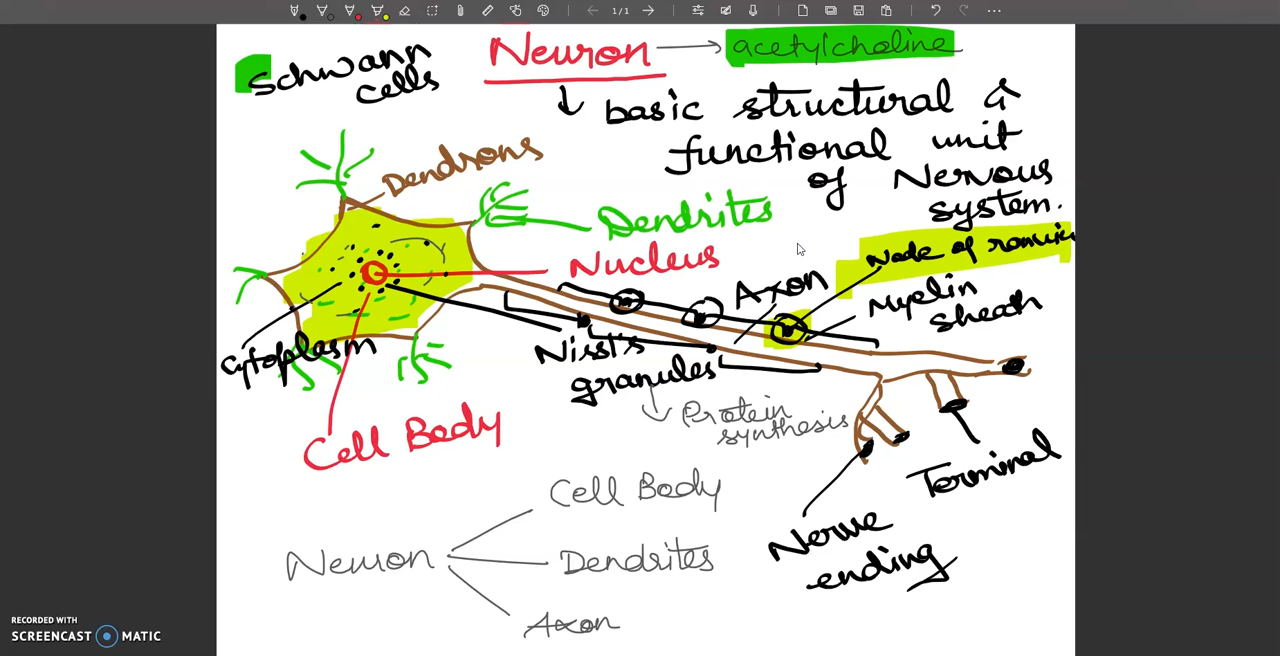 1/1
Schwann
cells
Neuron
acetylcholine
basic structural &
functional unit
of Nervous
system.
Dendrons
Dendrites
Nucleus
Node of ranvier
Axon
Myelin
sheath
Cytoplasm
Nissl's
granules
Protein
synthesis
Cell Body
Terminal
Nerve
ending
Neuron
Cell Body
Dendrites
Axon
RECORDED WITH
SCREENCAST MATIC